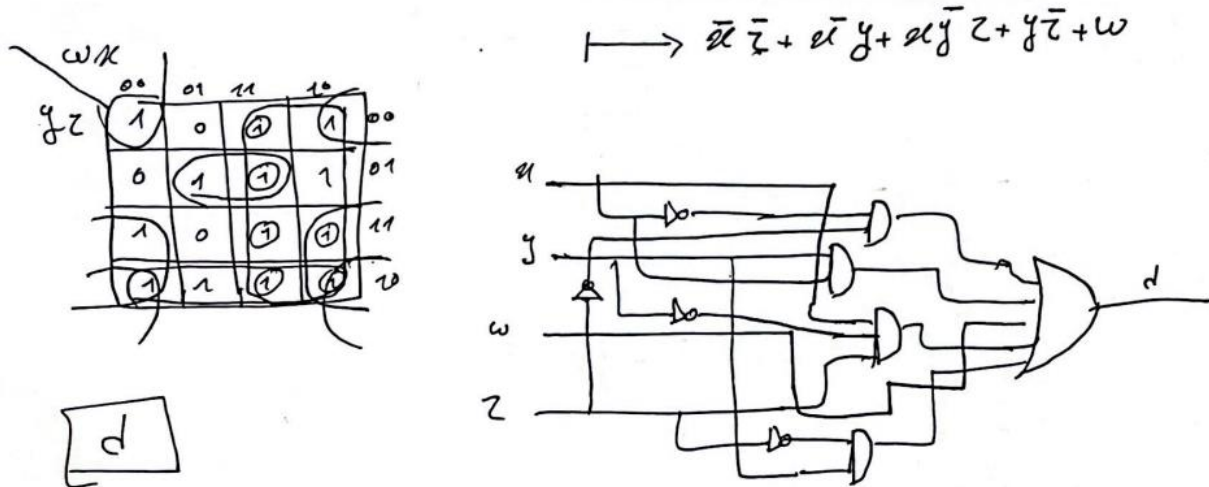 ⟼ x̄ z̄ + x̄ y + x ȳ z + y z̄ + w
wx
00 01 11 10
yz
1 0 1 1 00
0 1 1 1 01
1 0 1 1 11
1 1 1 1 10
x
y
w
z
d
d